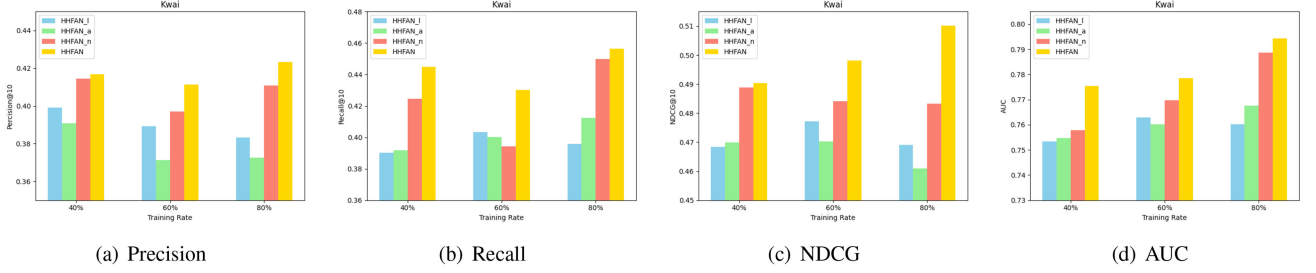 Kwai
HHFAN_l
HHFAN_a
HHFAN_n
HHFAN
0.44
0.42
0.40
0.38
0.36
Percision@10
40%
60%
80%
Training Rate
(a) Precision
Kwai
HHFAN_l
HHFAN_a
HHFAN_n
HHFAN
0.48
0.46
0.44
0.42
0.40
0.38
0.36
Recall@10
40%
60%
80%
Training Rate
(b) Recall
Kwai
HHFAN_l
HHFAN_a
HHFAN_n
HHFAN
0.51
0.50
0.49
0.48
0.47
0.46
0.45
NDCG@10
40%
60%
80%
Training Rate
(c) NDCG
Kwai
HHFAN_l
HHFAN_a
HHFAN_n
HHFAN
0.80
0.79
0.78
0.77
0.76
0.75
0.74
0.73
AUC
40%
60%
80%
Training Rate
(d) AUC